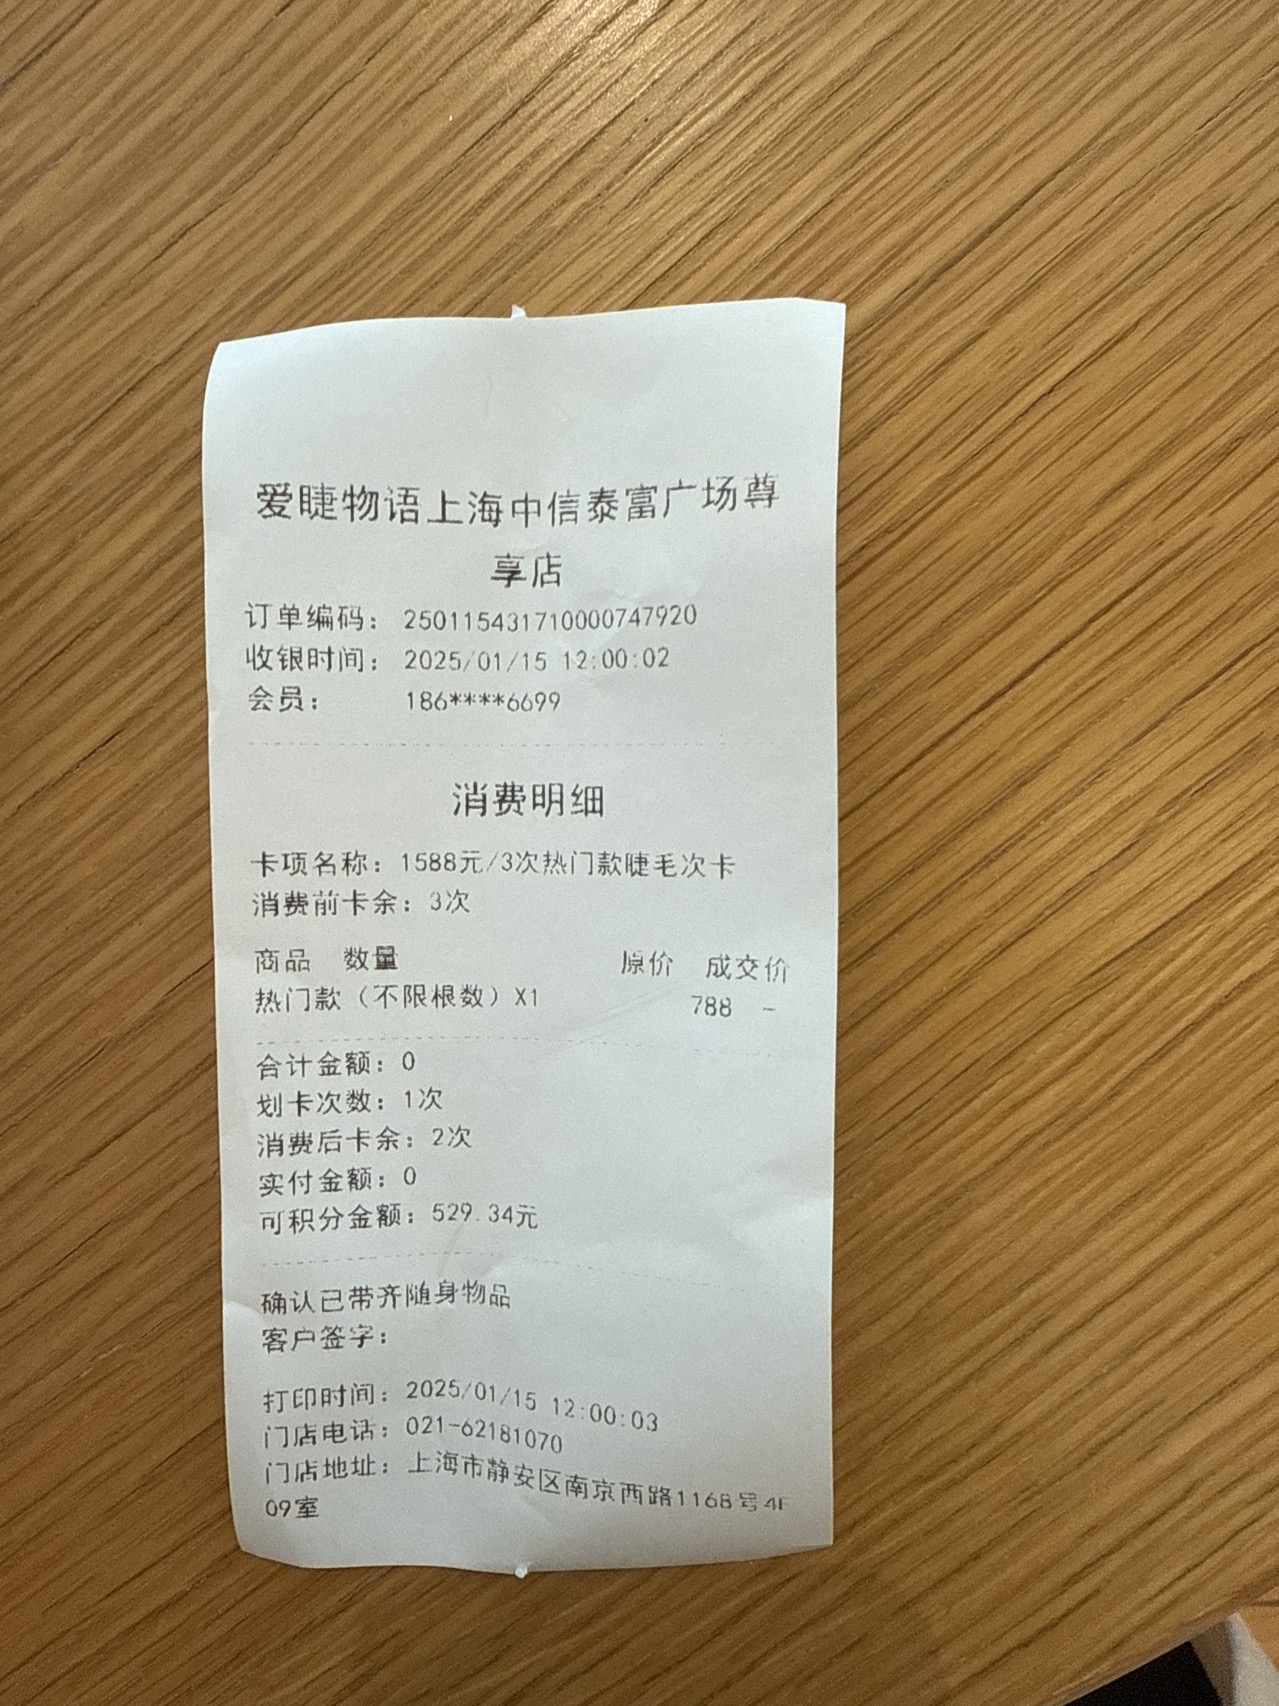 爱睫物语上海中信泰富广场尊
享店
订单编码： 250115431710000747920
收银时间： 2025/01/15 12:00:02
会员： 186****6699
消费明细
卡项名称：1588元/3次热门款睫毛次卡
消费前卡余：3次
商品 数量 原价 成交价
热门款（不限根数）X1 788 -
合计金额：0
划卡次数：1次
消费后卡余：2次
实付金额：0
可积分金额：529.34元
确认已带齐随身物品
客户签字：
打印时间：2025/01/15 12:00:03
门店电话：021-62181070
门店地址：上海市静安区南京西路1168号4F
09室